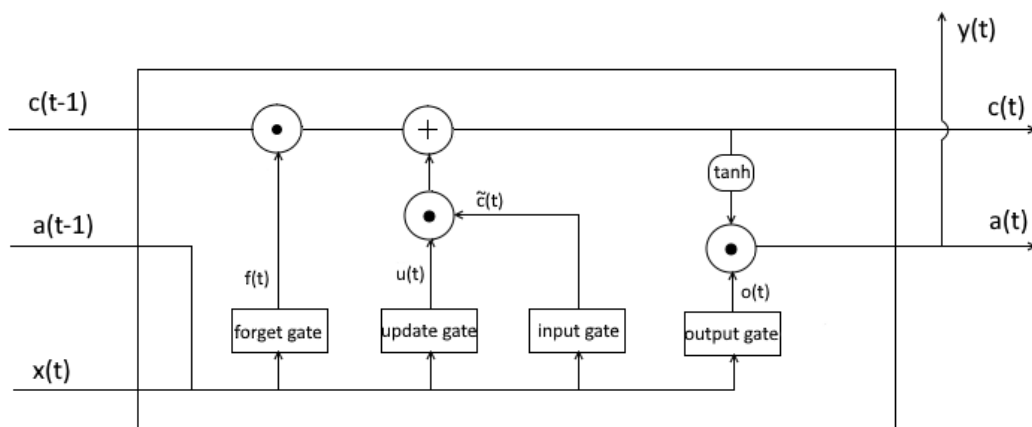 y(t)
c(t-1)
c(t)
tanh
c̃(t)
a(t-1)
a(t)
f(t)
u(t)
o(t)
forget gate
update gate
input gate
output gate
x(t)